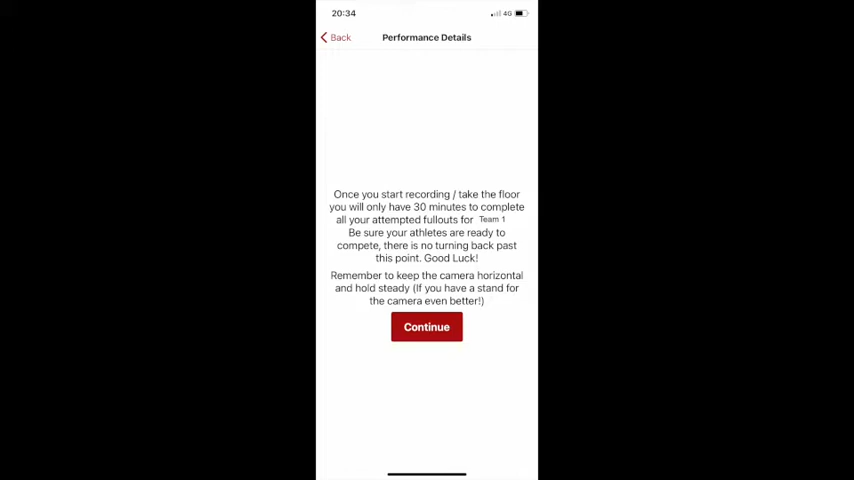 20:34 4G
Back Performance Details
Once you start recording / take the floor
you will only have 30 minutes to complete
all your attempted fullouts for Team 1
Be sure your athletes are ready to
compete, there is no turning back past
this point. Good Luck!
Remember to keep the camera horizontal
and hold steady (If you have a stand for
the camera even better!)
Continue